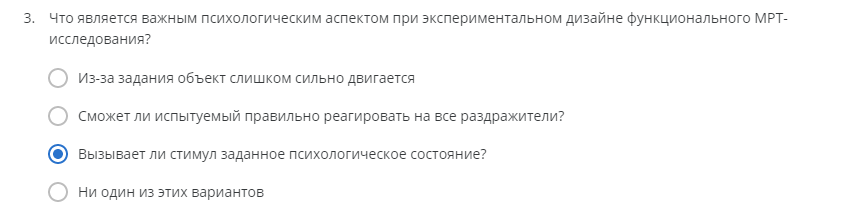 3. Что является важным психологическим аспектом при экспериментальном дизайне функционального МРТ-
исследования?
Из-за задания объект слишком сильно двигается
Сможет ли испытуемый правильно реагировать на все раздражители?
Вызывает ли стимул заданное психологическое состояние?
Ни один из этих вариантов